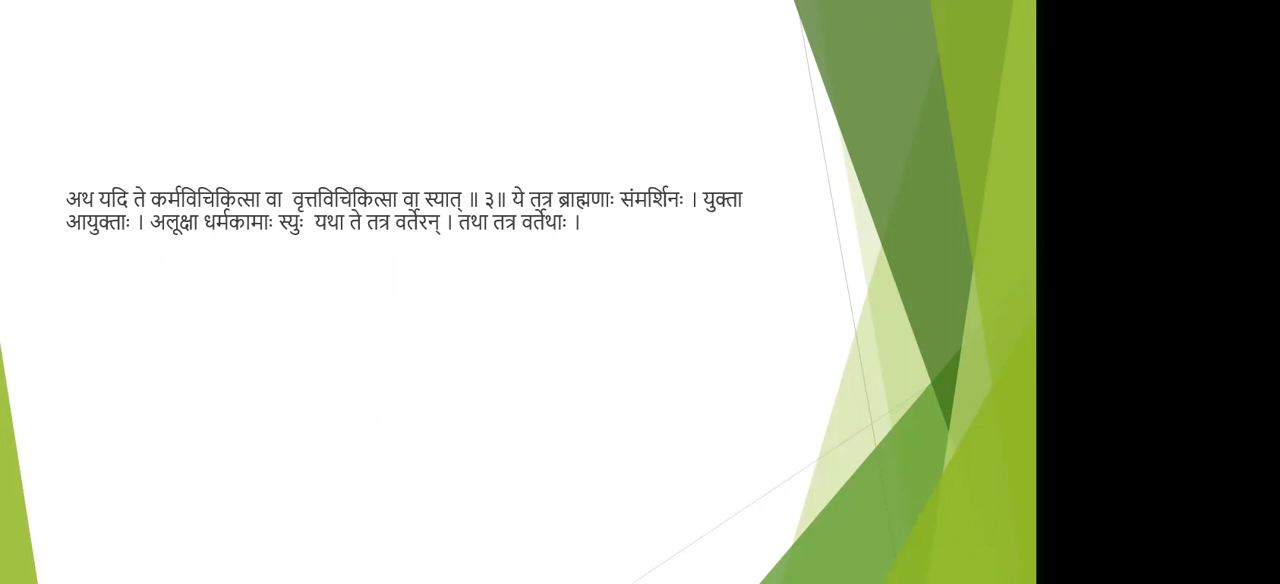 अथ यदि ते कर्मविचिकित्सा वा वृत्तविचिकित्सा वा स्यात् ॥ ३॥ ये तत्र ब्राह्मणाः संमर्शिनः । युक्ता
आयुक्ताः । अलूक्षा धर्मकामाः स्युः यथा ते तत्र वर्तेरन् । तथा तत्र वर्तेथाः ।